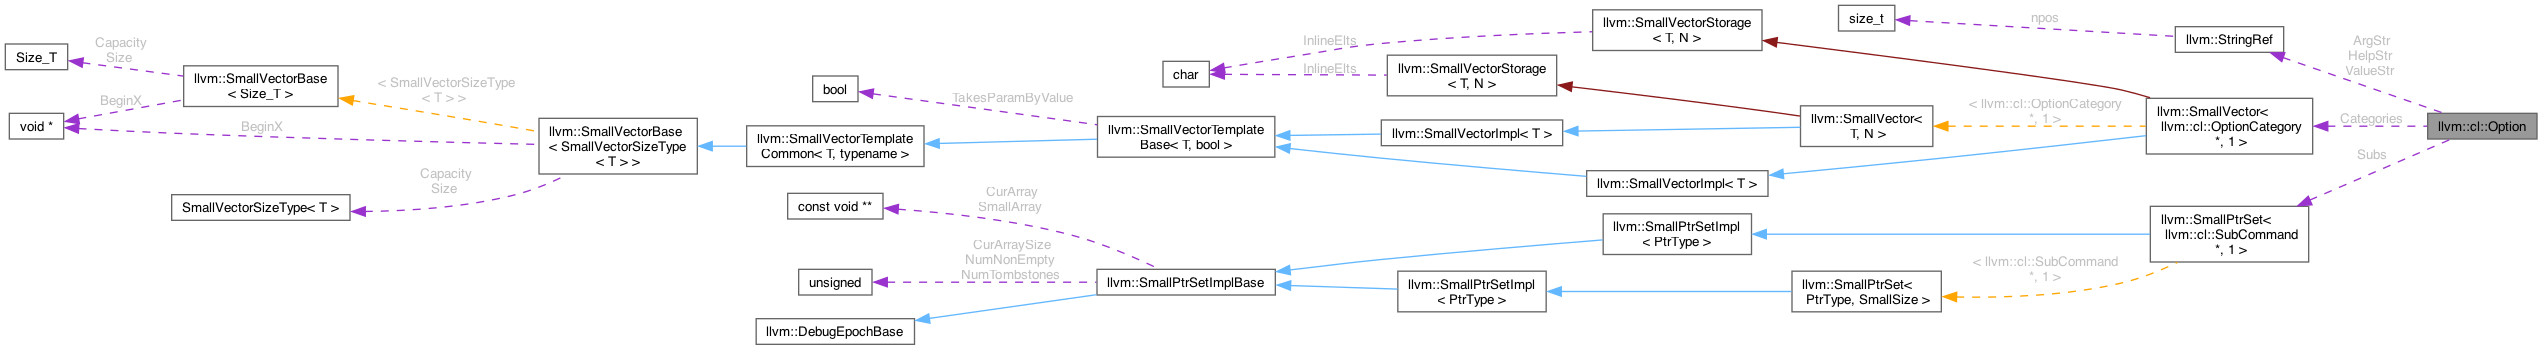 Size_T
void *
Capacity
Size
BeginX
llvm::SmallVectorBase
< Size_T >
SmallVectorSizeType< T >
< SmallVectorSizeType
< T > >
BeginX
Capacity
Size
llvm::SmallVectorBase
< SmallVectorSizeType
< T > >
llvm::SmallVectorTemplate
Common< T, typename >
bool
const void **
unsigned
llvm::DebugEpochBase
TakesParamByValue
CurArray
SmallArray
CurArraySize
NumNonEmpty
NumTombstones
llvm::SmallVectorTemplate
Base< T, bool >
llvm::SmallPtrSetImplBase
char
InlineElts
InlineElts
llvm::SmallVectorStorage
< T, N >
llvm::SmallVectorStorage
< T, N >
llvm::SmallVectorImpl< T >
llvm::SmallVectorImpl< T >
llvm::SmallPtrSetImpl
< PtrType >
llvm::SmallPtrSetImpl
< PtrType >
size_t
llvm::SmallVector<
T, N >
llvm::SmallPtrSet<
PtrType, SmallSize >
npos
< llvm::cl::OptionCategory
*, 1 >
< llvm::cl::SubCommand
*, 1 >
llvm::StringRef
llvm::SmallVector<
llvm::cl::OptionCategory
*, 1 >
llvm::SmallPtrSet<
llvm::cl::SubCommand
*, 1 >
ArgStr
HelpStr
ValueStr
Categories
Subs
llvm::cl::Option